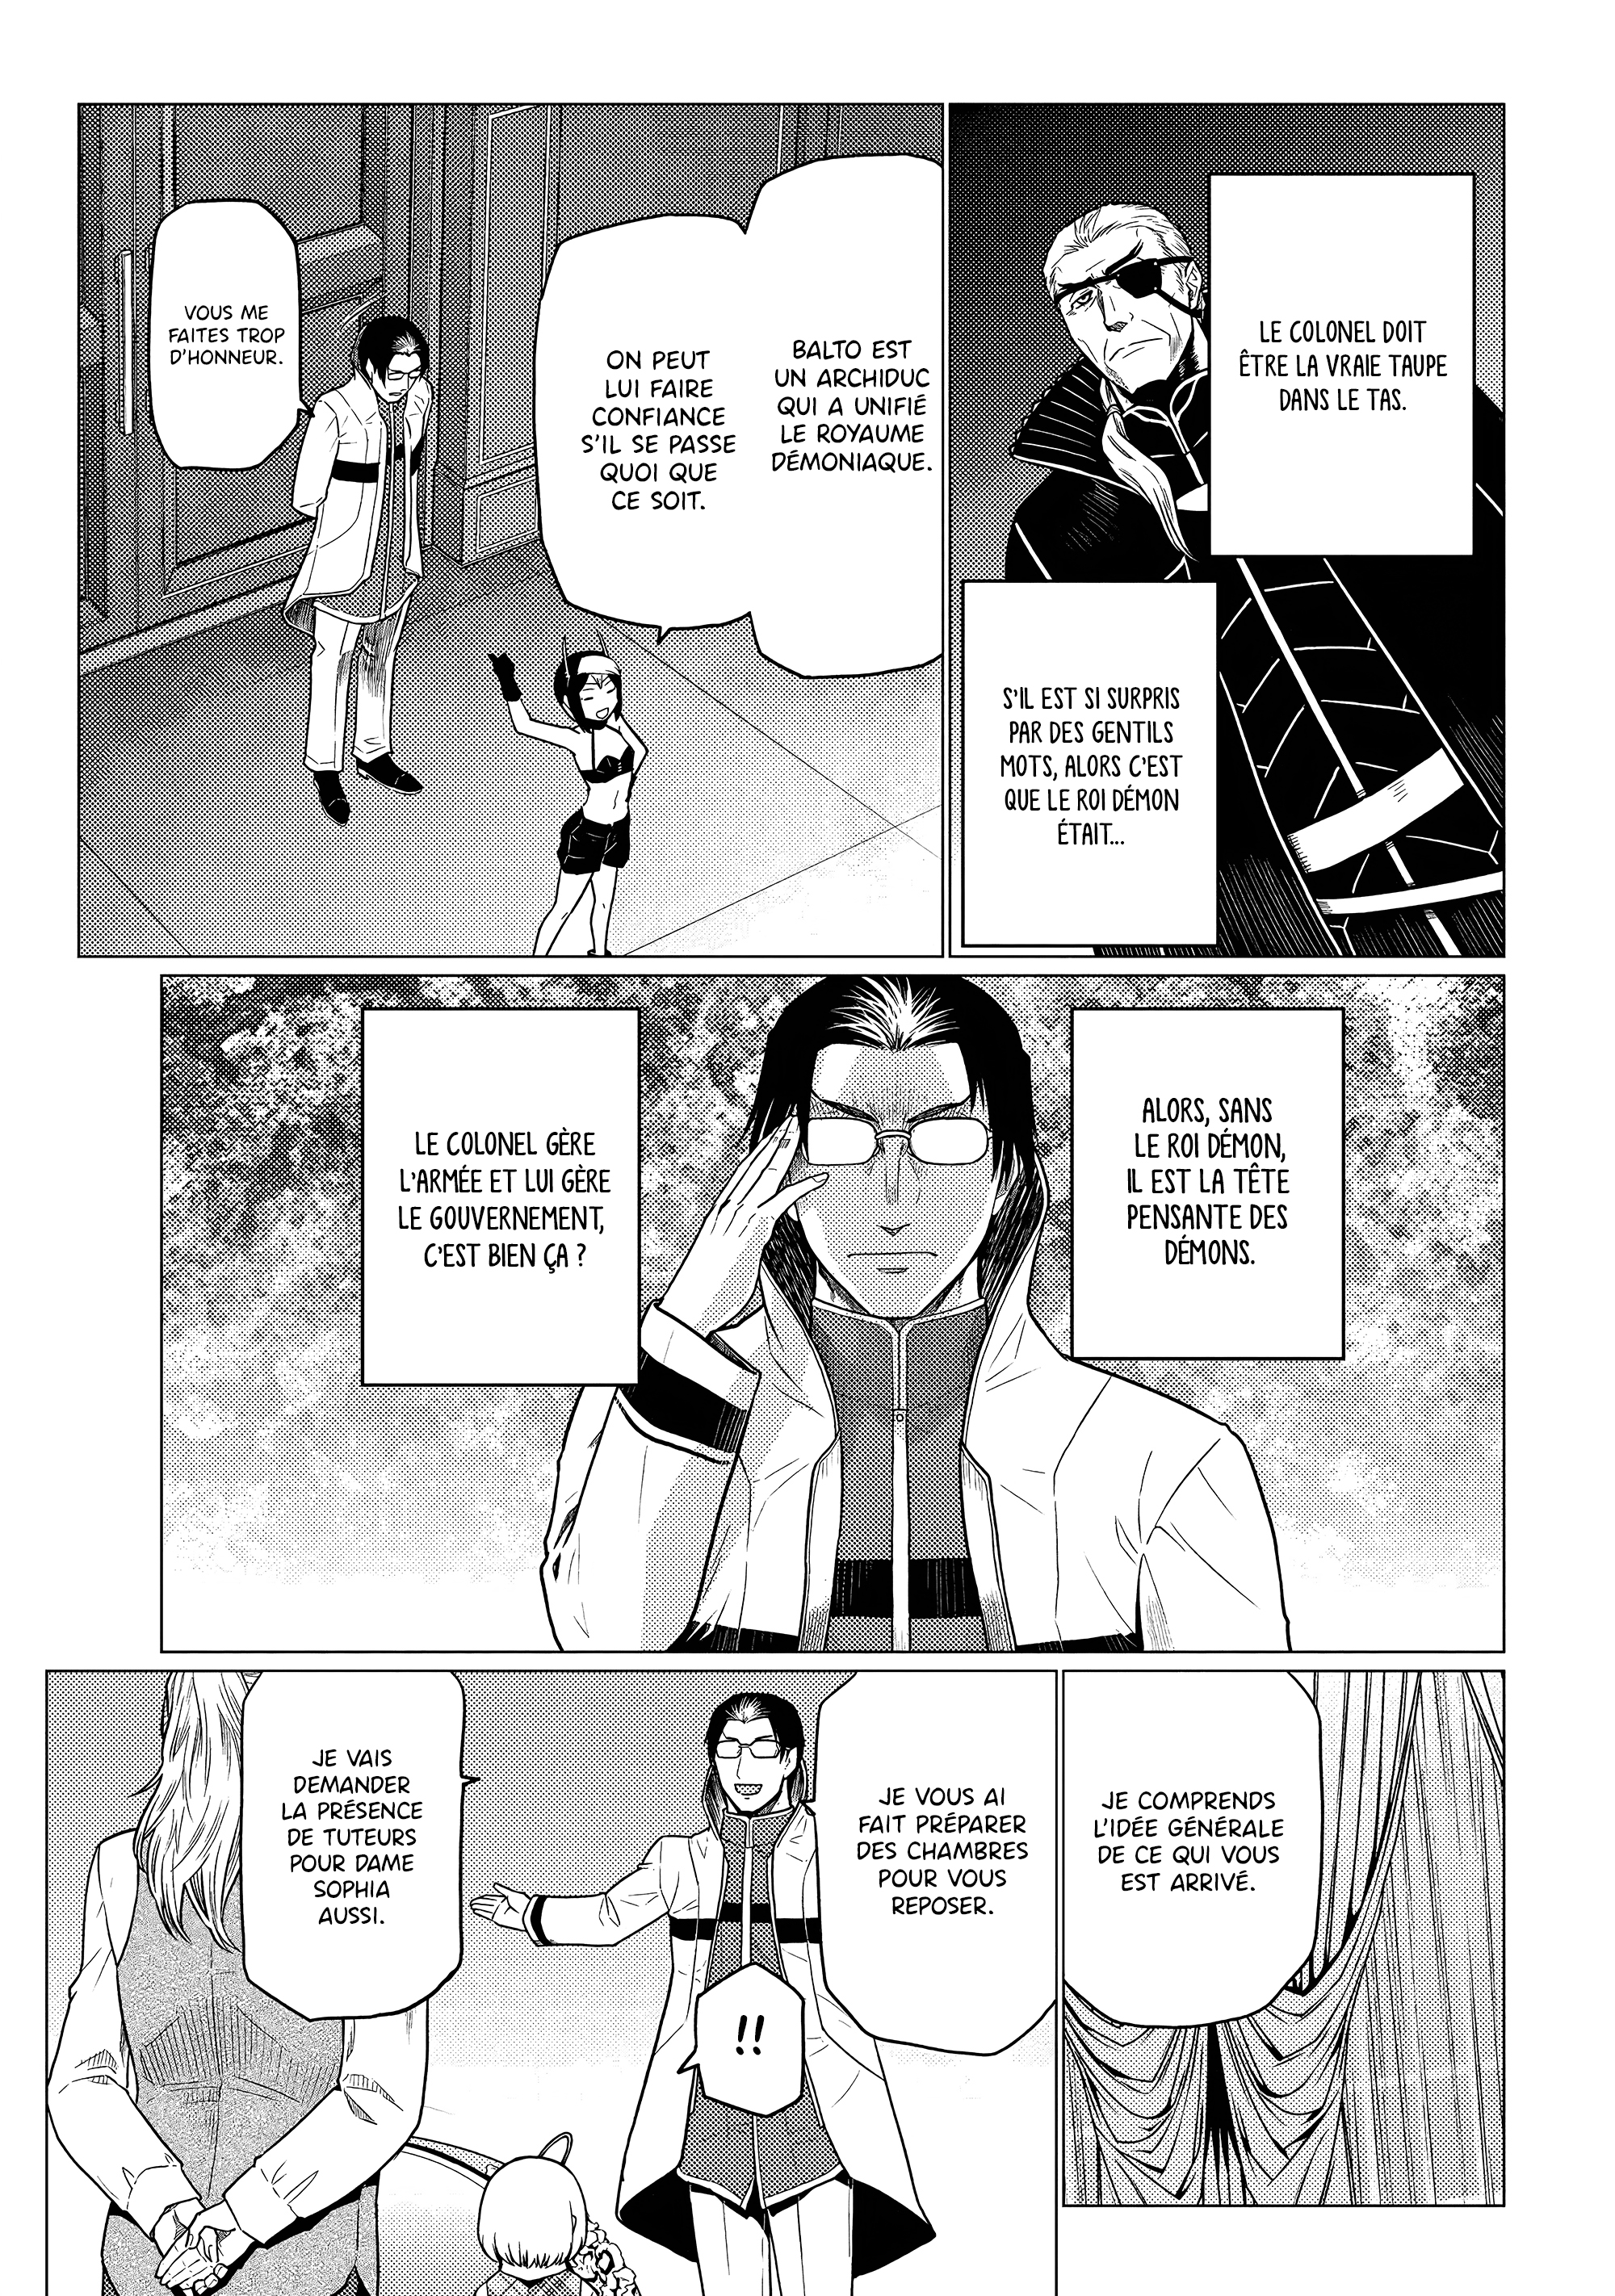 LE COLONEL DOIT
ÊTRE LA VRAIE TAUPE
DANS LE TAS.
S'IL EST SI SURPRIS
PAR DES GENTILS
MOTS, ALORS C'EST
QUE LE ROI DÉMON
ÉTAIT...
BALTO EST
UN ARCHIDUC
QUI A UNIFIÉ
LE ROYAUME
DÉMONIAQUE.
ON PEUT
LUI FAIRE
CONFIANCE
S'IL SE PASSE
QUOI QUE
CE SOIT.
VOUS ME
FAITES TROP
D'HONNEUR.
ALORS, SANS
LE ROI DÉMON,
IL EST LA TÊTE
PENSANTE DES
DÉMONS.
LE COLONEL GÈRE
L'ARMÉE ET LUI GÈRE
LE GOUVERNEMENT,
C'EST BIEN ÇA ?
JE COMPRENDS
L'IDÉE GÉNÉRALE
DE CE QUI VOUS
EST ARRIVÉ.
JE VOUS AI
FAIT PRÉPARER
DES CHAMBRES
POUR VOUS
REPOSER.
JE VAIS
DEMANDER
LA PRÉSENCE
DE TUTEURS
POUR DAME
SOPHIA
AUSSI.
!!